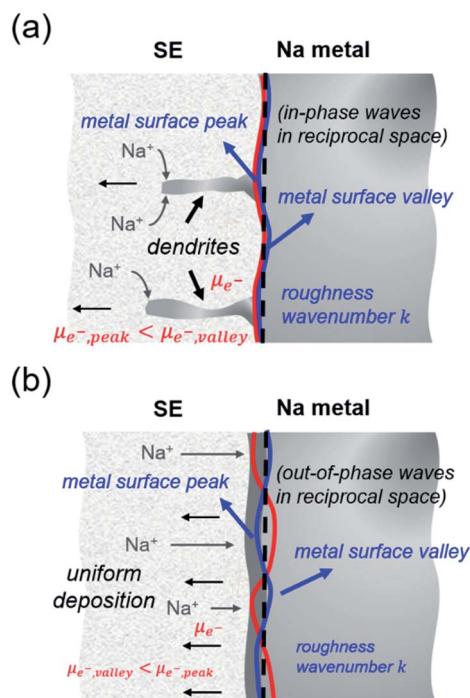 (a)
SE Na metal
(in-phase waves
in reciprocal space)
metal surface peak
Na⁺
metal surface valley
Na⁺
dendrites
Na⁺
μe⁻
roughness
wavenumber k
μe⁻,peak < μe⁻,valley
(b)
SE Na metal
Na⁺
(out-of-phase waves
in reciprocal space)
metal surface peak
Na⁺
metal surface valley
uniform
deposition
Na⁺
μe⁻
roughness
wavenumber k
μe⁻,valley < μe⁻,peak